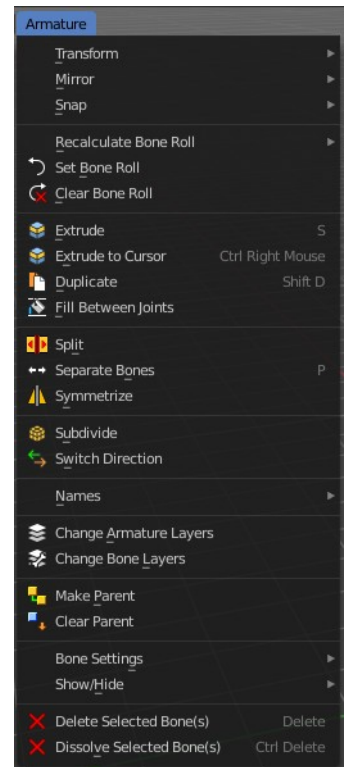 Armature
Transform
Mirror
Snap
Recalculate Bone Roll
Set Bone Roll
Clear Bone Roll
Extrude S
Extrude to Cursor Ctrl Right Mouse
Duplicate Shift D
Fill Between Joints
Split
Separate Bones P
Symmetrize
Subdivide
Switch Direction
Names
Change Armature Layers
Change Bone Layers
Make Parent
Clear Parent
Bone Settings
Show/Hide
Delete Selected Bone(s) Delete
Dissolve Selected Bone(s) Ctrl Delete